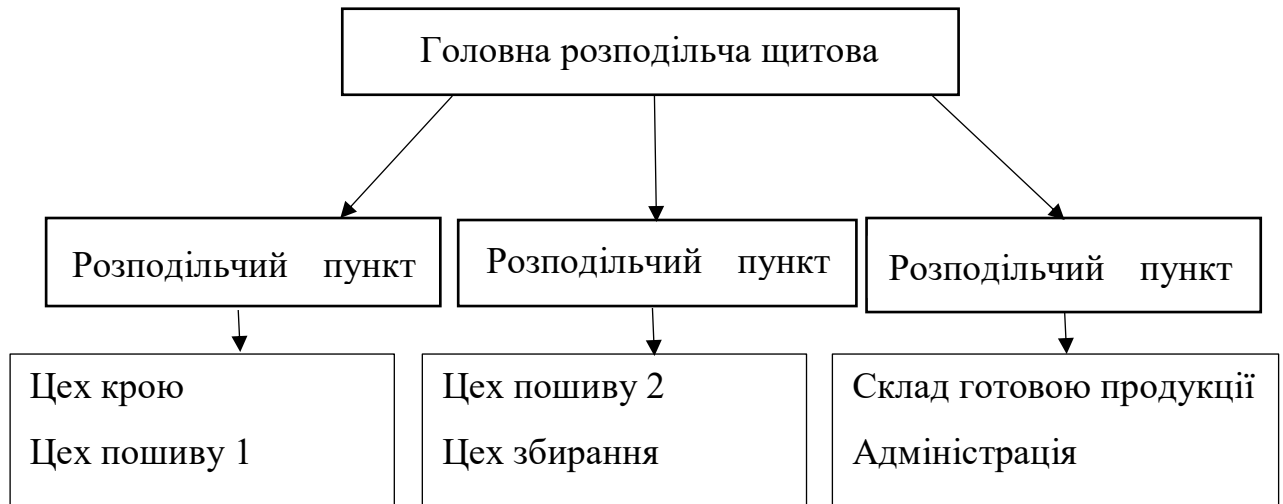 Головна розподільча щитова
Розподільчий пункт
Розподільчий пункт
Розподільчий пункт
Цех крою
Цех пошиву 1
Цех пошиву 2
Цех збирання
Склад готовою продукції
Адміністрація